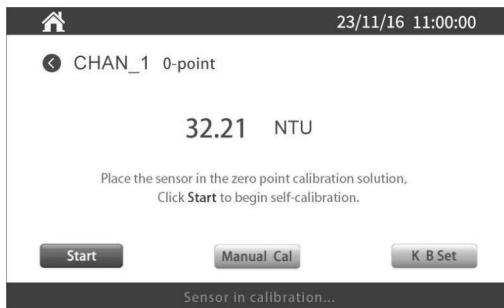 23/11/16 11:00:00
CHAN_1 0-point
32.21 NTU
Place the sensor in the zero point calibration solution,
Click Start to begin self-calibration.
Start Manual Cal K B Set
Sensor in calibration...